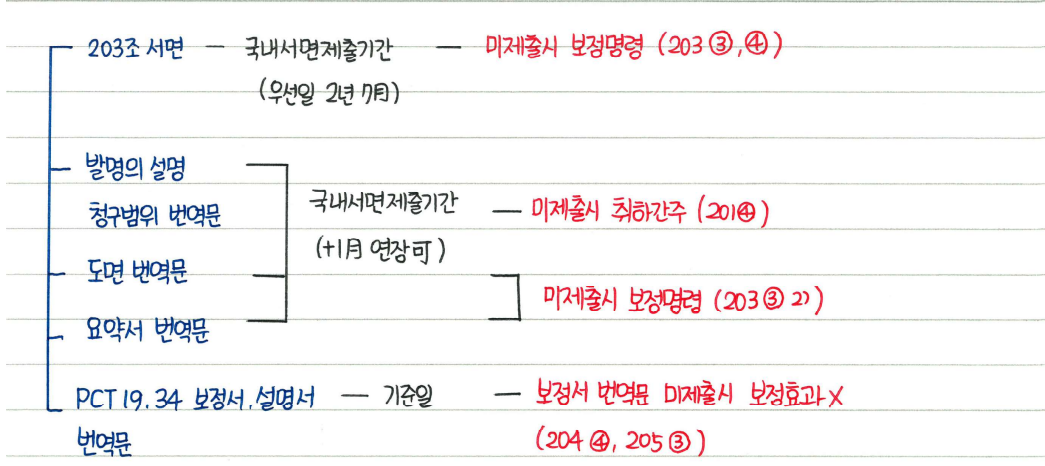 203조 서면 — 국내서면제출기간 — 미제출시 보정명령 (203 ③, ④)
(우선일 2년 7月)
발명의 설명
청구범위 번역문
국내서면제출기간 — 미제출시 취하간주 (201④)
(+1月 연장可)
도면 번역문
미제출시 보정명령 (203 ③ 2))
요약서 번역문
PCT 19. 34 보정서, 설명서 — 기준일 — 보정서 번역문 미제출시 보정효과 X
번역문
(204 ④, 205 ③)